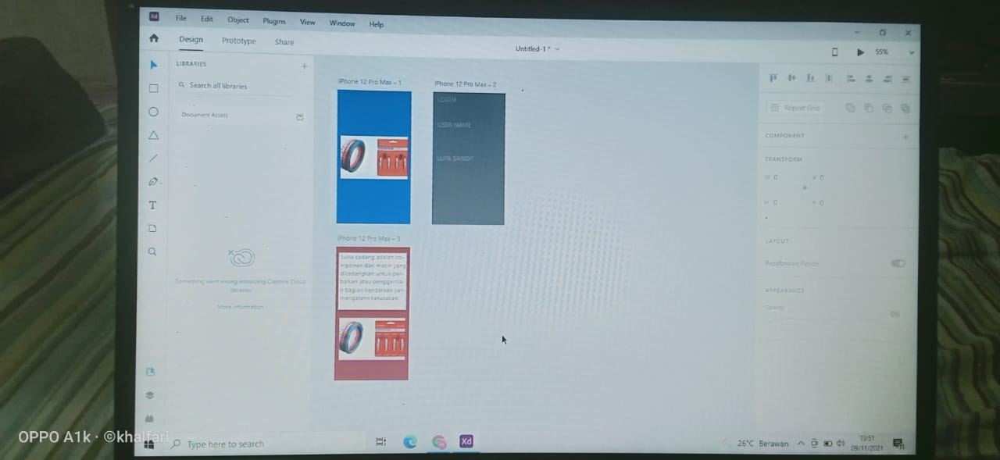 Xd File Edit Object Plugins View Window Help
Design Prototype Share
Untitled-1 *
55%
LIBRARIES
Search all libraries
Document Assets
Something went wrong initializing Creative Cloud
libraries
More information
iPhone 12 Pro Max – 1
iPhone 12 Pro Max – 2
LOGIN
USER NAME
LUPA SANDI?
iPhone 12 Pro Max – 3
Suku cadang adalah ko-
mponen dari mesin yang
dicadangkan untuk per-
baikan atau penggantia-
n bagian kendaraan yan-
mengalami kerusakan.
Repeat Grid
COMPONENT
TRANSFORM
W 0 X 0
H 0 Y 0
LAYOUT
Responsive Resize
APPEARANCE
Opacity
0%
OPPO A1k · ©khalfari
Type here to search
Xd
26°C Berawan
19:51
09/11/2021